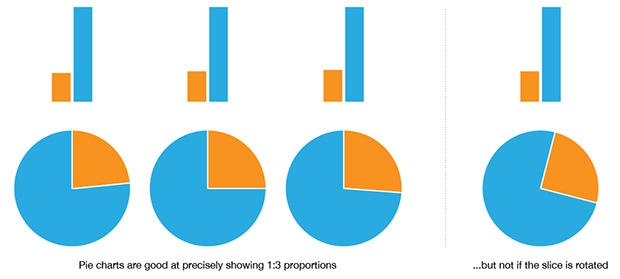 Pie charts are good at precisely showing 1:3 proportions
...but not if the slice is rotated